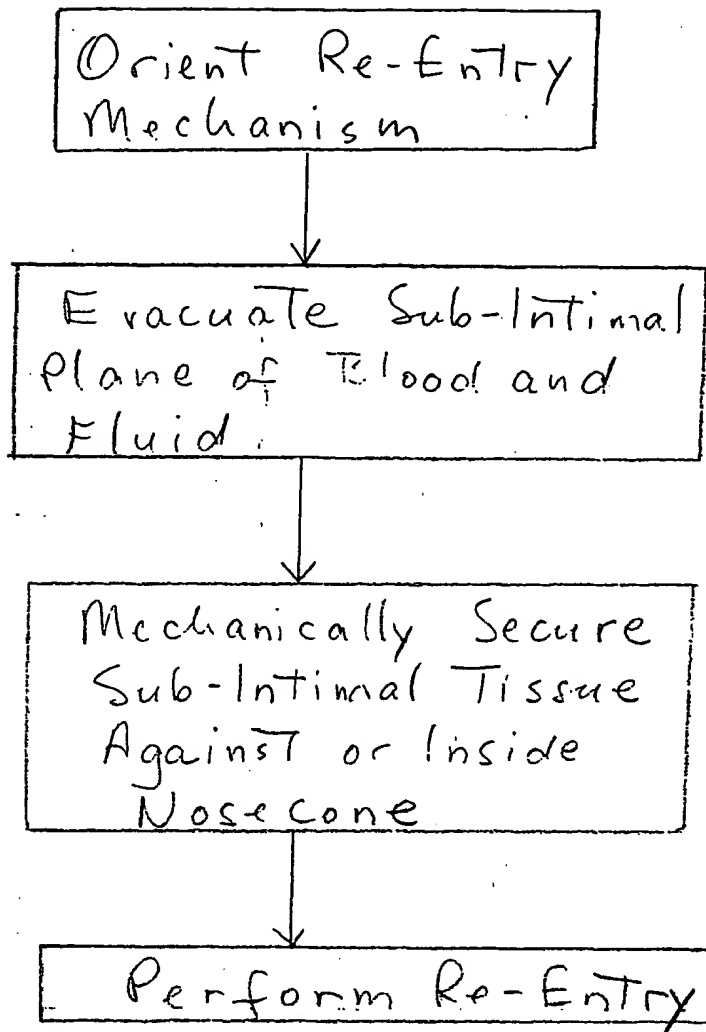 Orient Re-Entry
Mechanism
Evacuate Sub-Intimal
Plane of Blood and
Fluid.
Mechanically Secure
Sub-Intimal Tissue
Against or Inside
Nosecone
Perform Re-Entry